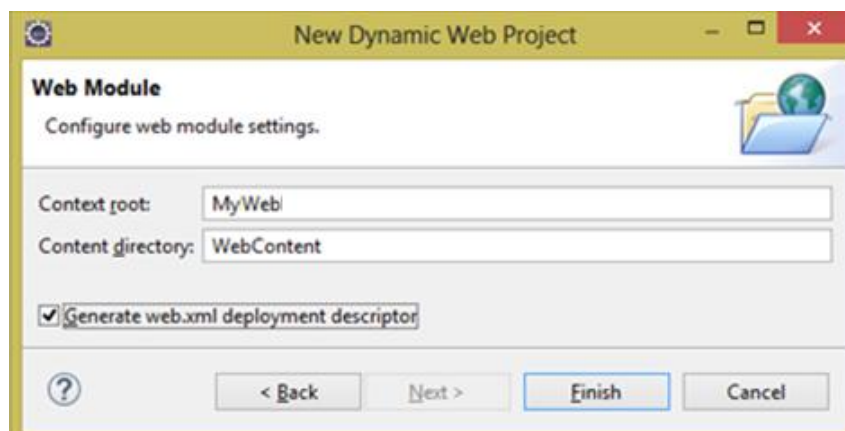 New Dynamic Web Project
Web Module
Configure web module settings.
Context root: MyWeb
Content directory: WebContent
Generate web.xml deployment descriptor
? < Back Next > Finish Cancel